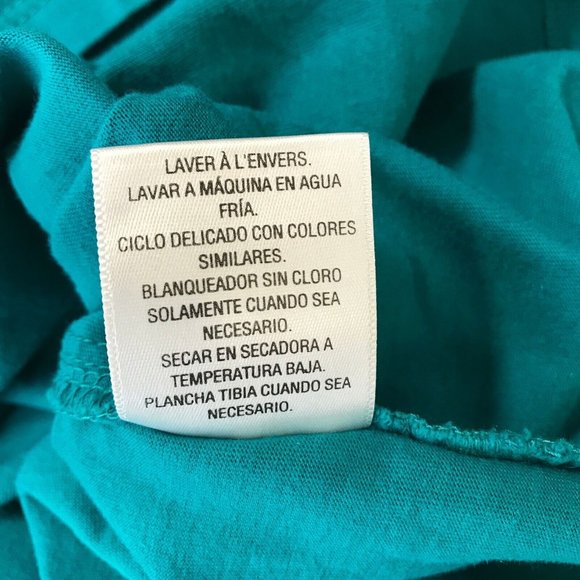 LAVER À L'ENVERS.
LAVAR A MÁQUINA EN AGUA
FRÍA.
CICLO DELICADO CON COLORES
SIMILARES.
BLANQUEADOR SIN CLORO
SOLAMENTE CUANDO SEA
NECESARIO.
SECAR EN SECADORA A
TEMPERATURA BAJA.
PLANCHA TIBIA CUANDO SEA
NECESARIO.